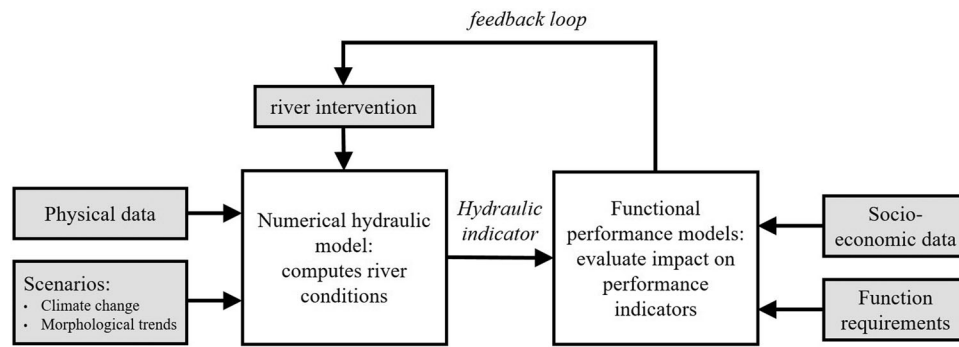 feedback loop
river intervention
Physical data
Scenarios:
• Climate change
• Morphological trends
Numerical hydraulic
model:
computes river
conditions
Hydraulic
indicator
Functional
performance models:
evaluate impact on
performance
indicators
Socio-
economic data
Function
requirements